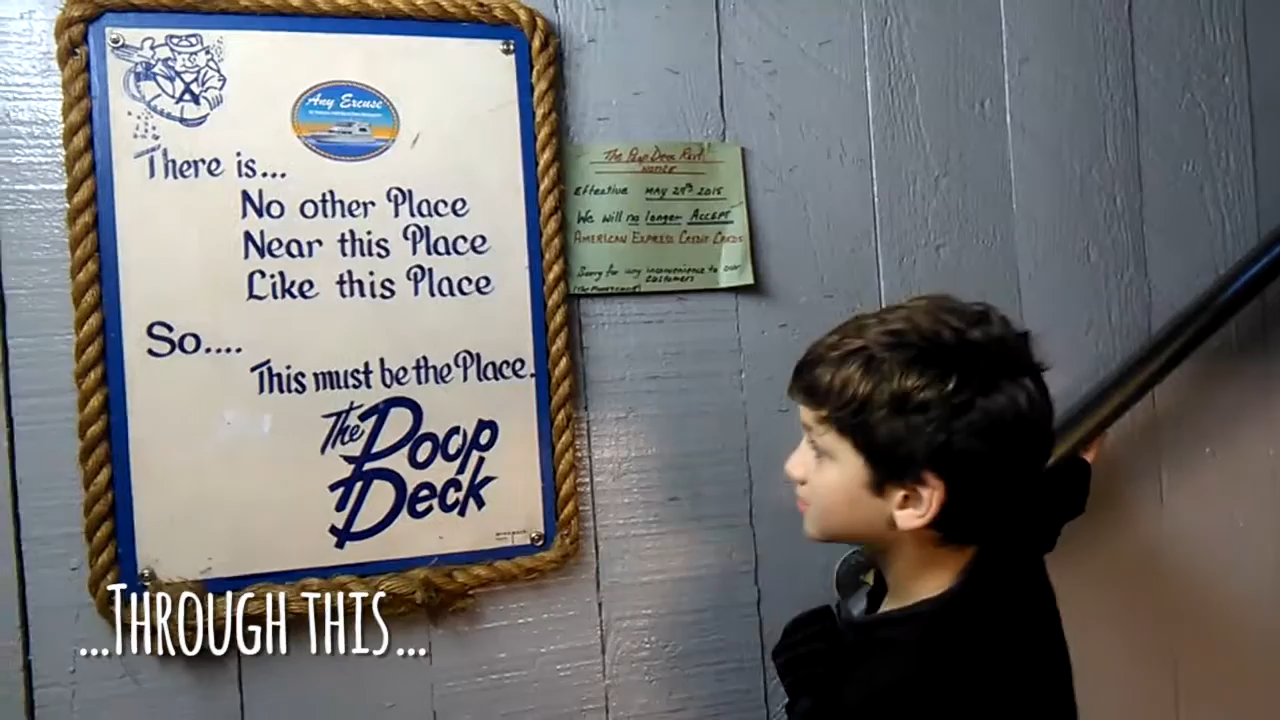 Any Excuse
There is...
No other Place
Near this Place
Like this Place
So....
This must be the Place.
The Poop
Deck
The Poop Deck Rest.
NOTICE
Effective MAY 29th 2015
We will no longer ACCEPT
AMERICAN EXPRESS CREDIT CARDS
Sorry for any inconvenience to our
customers
...THROUGH THIS...